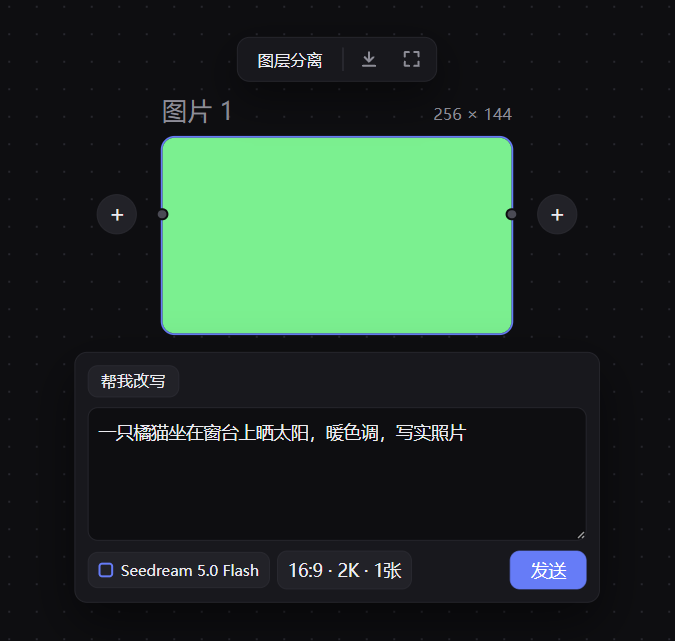 图层分离
图片 1
256 × 144
帮我改写
一只橘猫坐在窗台上晒太阳，暖色调，写实照片
Seedream 5.0 Flash
16:9 · 2K · 1张
发送